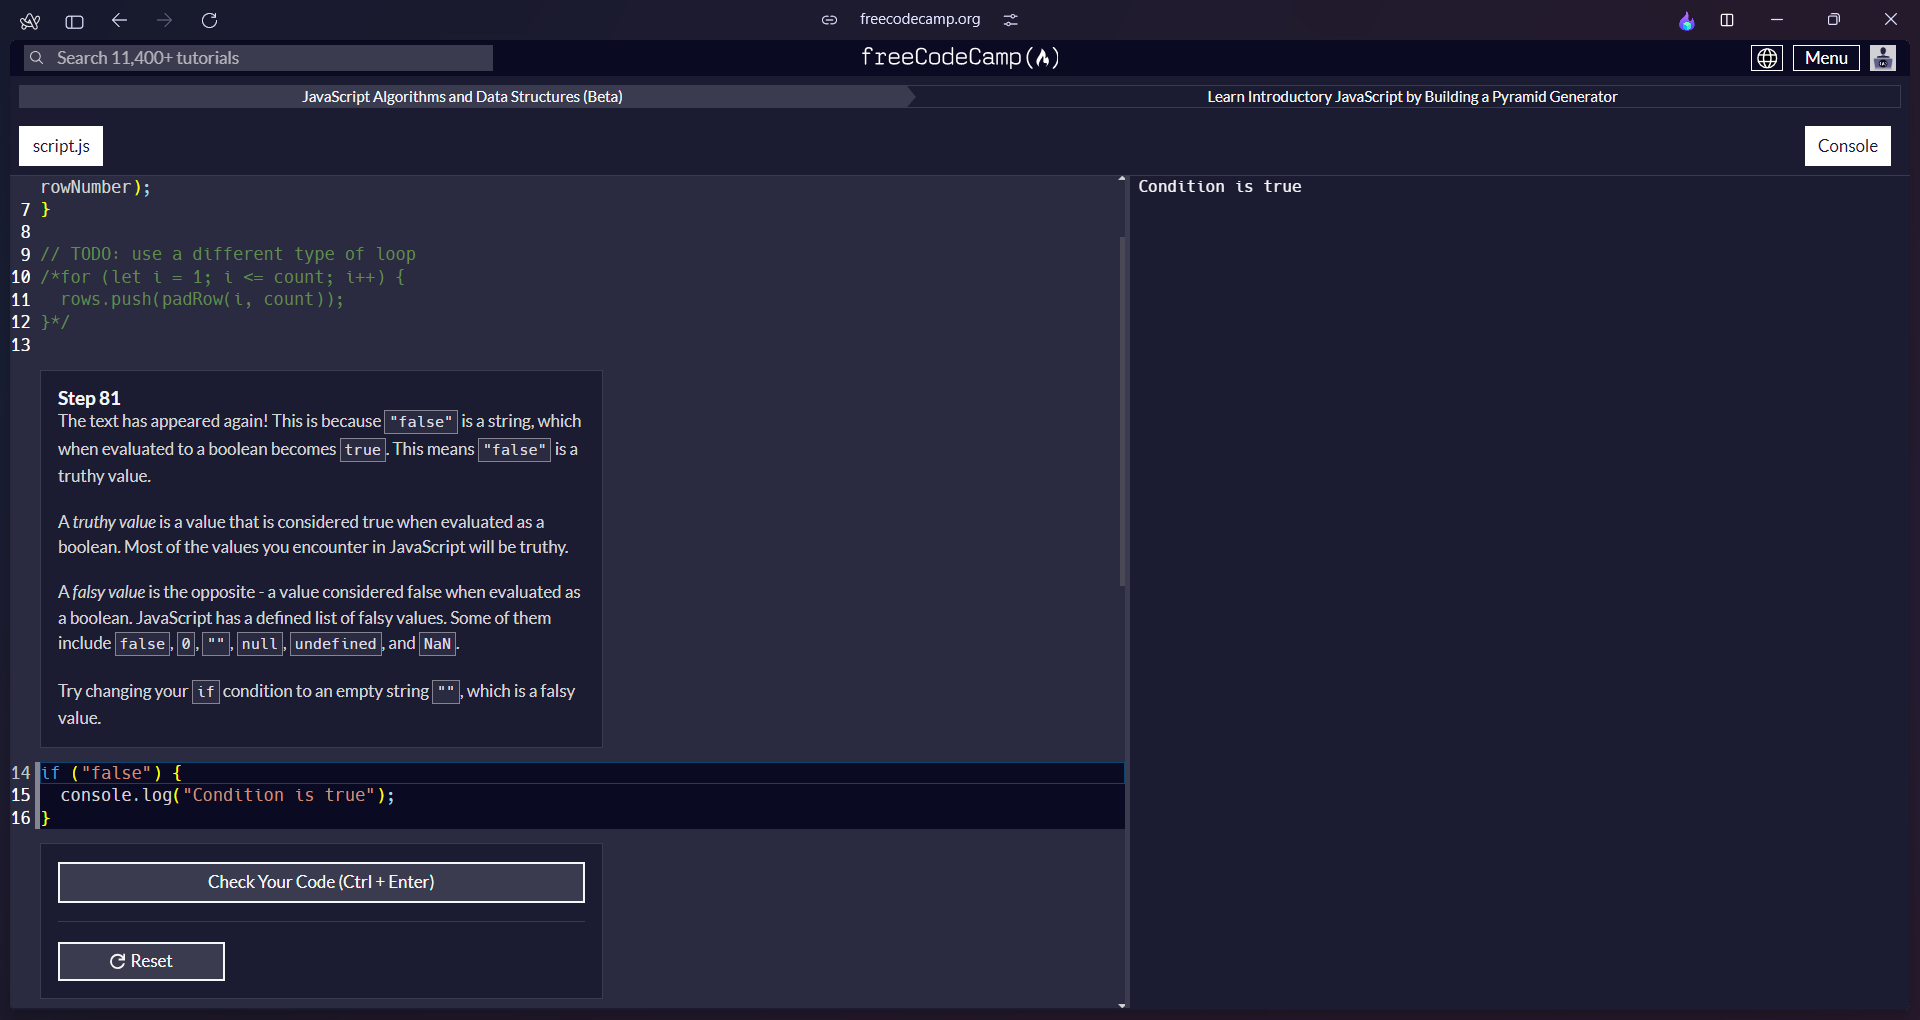 freecodecamp.org
Search 11,400+ tutorials
freeCodeCamp(🔥)
Menu
JavaScript Algorithms and Data Structures (Beta)
Learn Introductory JavaScript by Building a Pyramid Generator
script.js
Console
rowNumber);
7 }
8
9 // TODO: use a different type of loop
10 /*for (let i = 1; i <= count; i++) {
11   rows.push(padRow(i, count));
12 }*/
13
Step 81
The text has appeared again! This is because "false" is a string, which
when evaluated to a boolean becomes true. This means "false" is a
truthy value.
A truthy value is a value that is considered true when evaluated as a
boolean. Most of the values you encounter in JavaScript will be truthy.
A falsy value is the opposite - a value considered false when evaluated as
a boolean. JavaScript has a defined list of falsy values. Some of them
include false, 0, "", null, undefined, and NaN.
Try changing your if condition to an empty string "", which is a falsy
value.
14 if ("false") {
15   console.log("Condition is true");
16 }
Check Your Code (Ctrl + Enter)
Reset
Condition is true